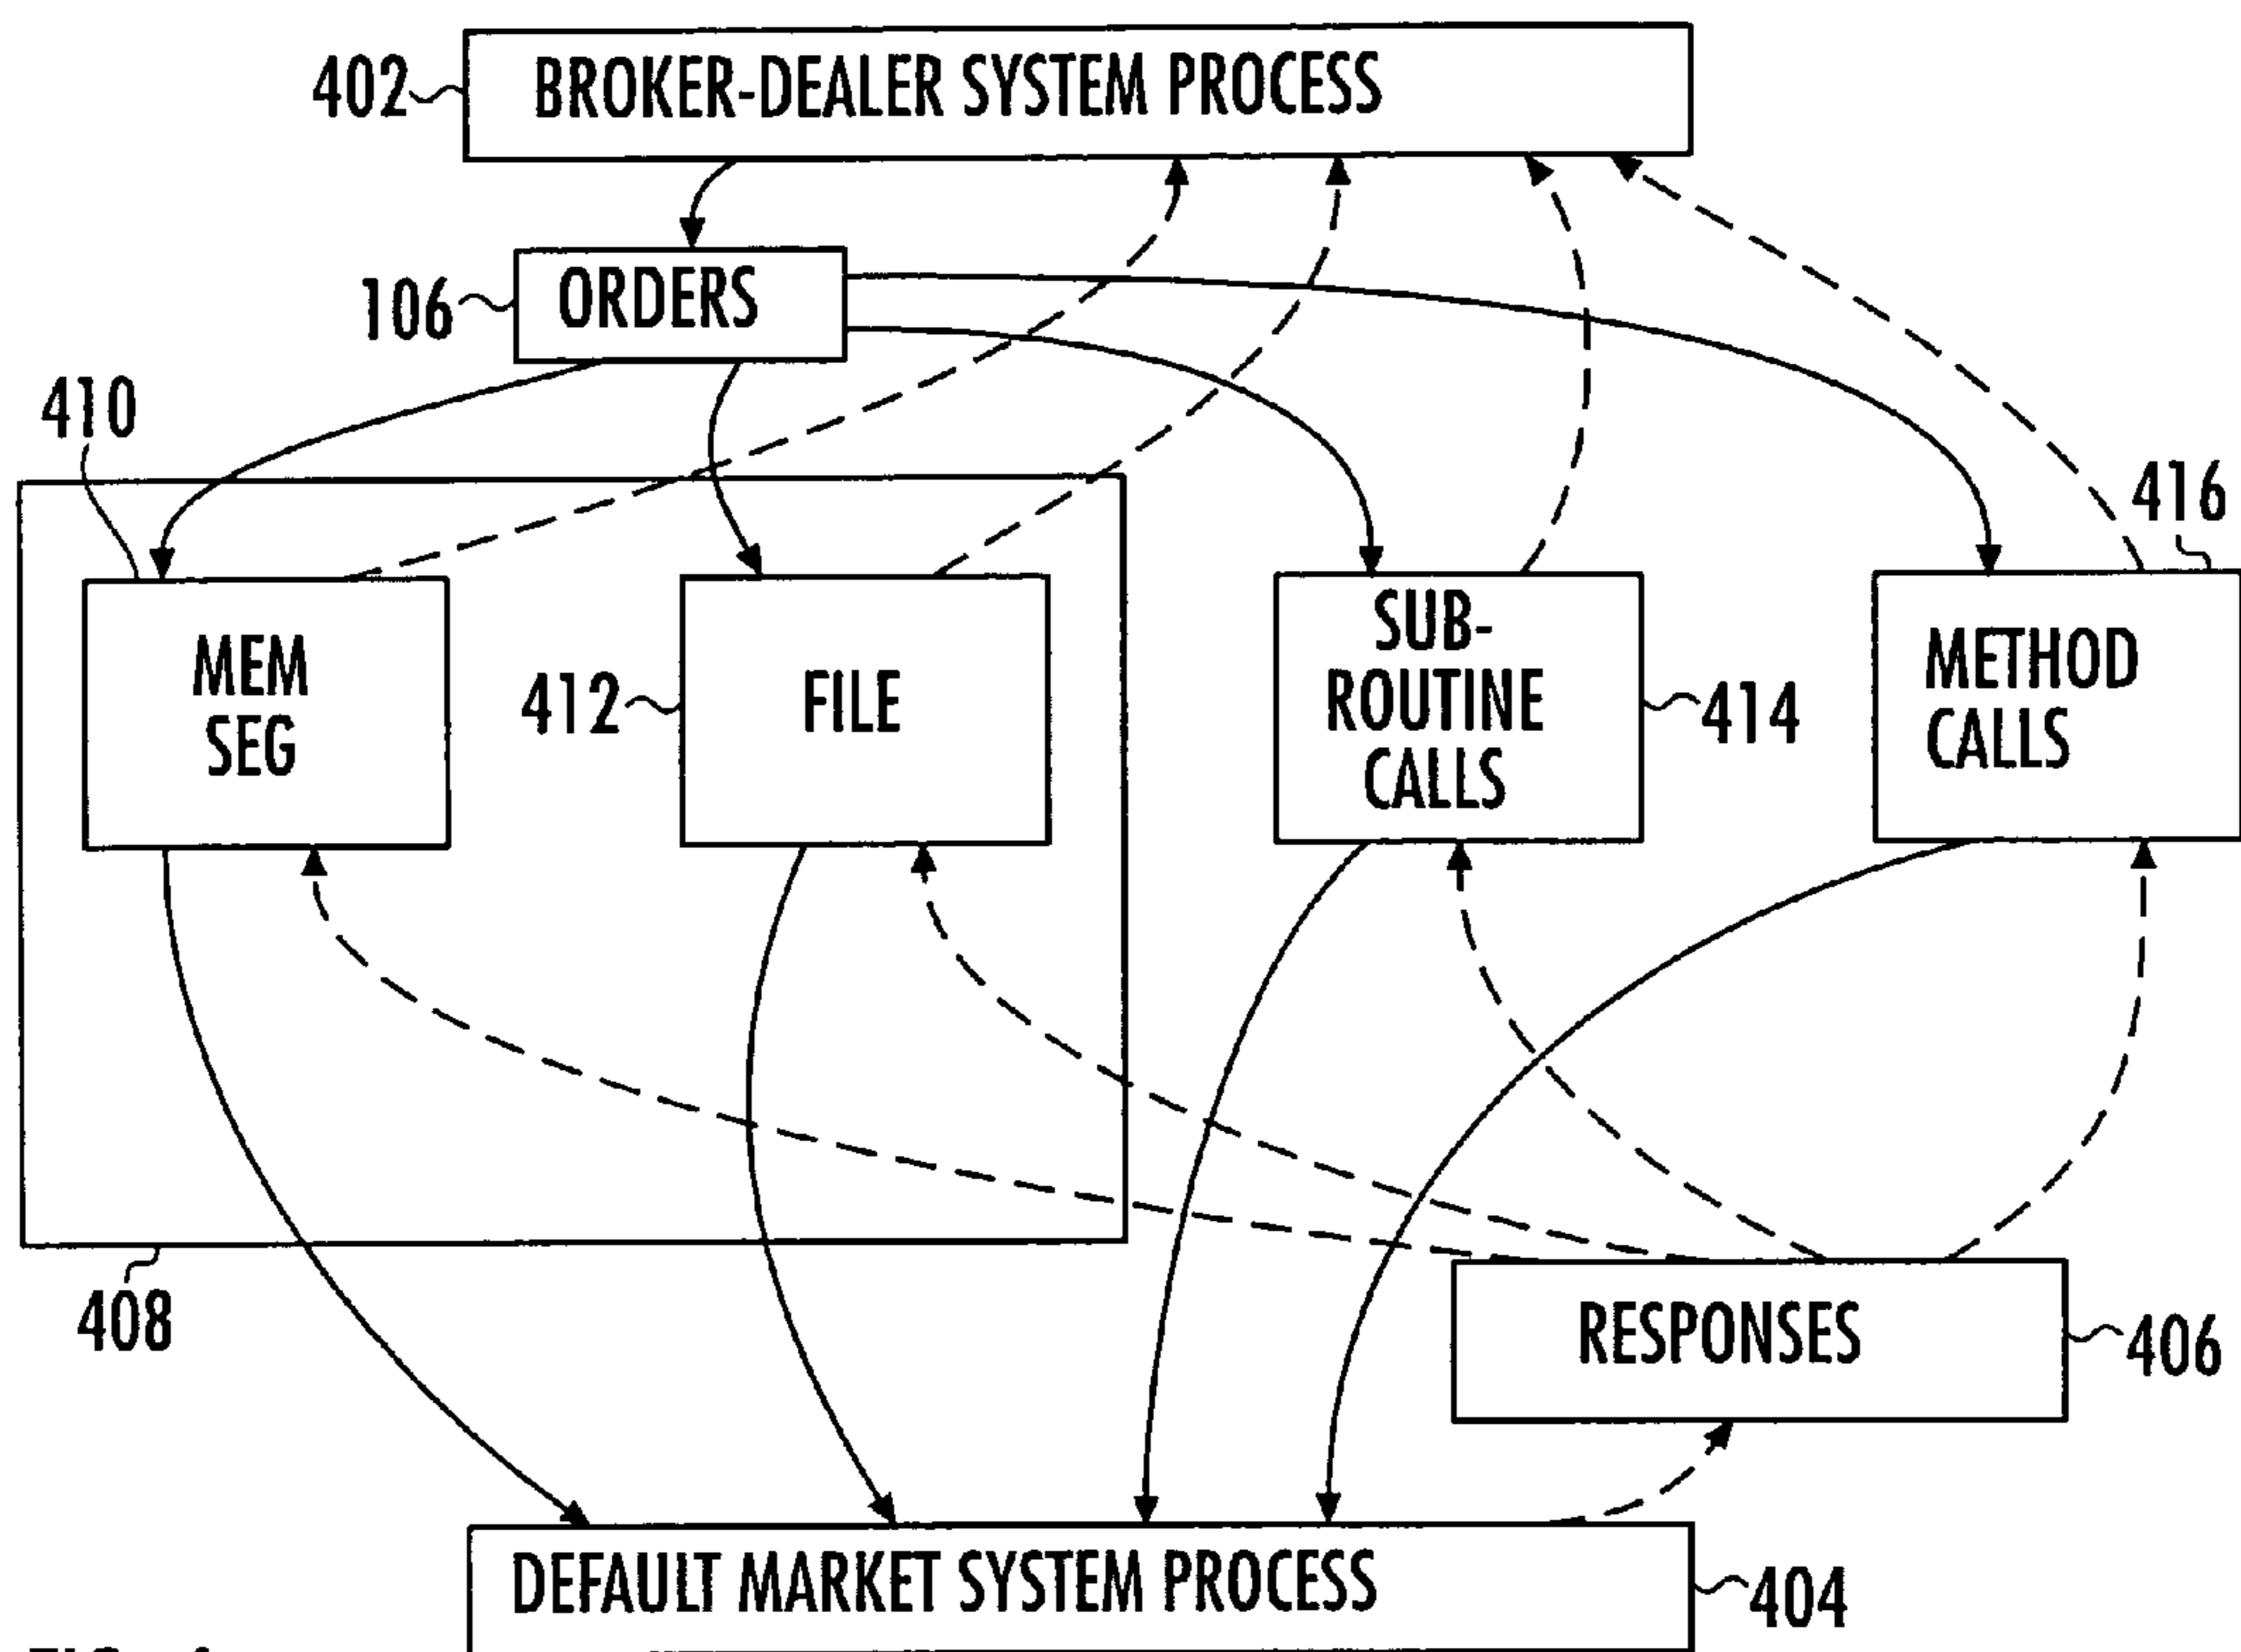 402
BROKER-DEALER SYSTEM PROCESS
106
ORDERS
410
416
MEM
SEG
412
FILE
SUB-
ROUTINE
CALLS
414
METHOD
CALLS
408
RESPONSES
406
DEFAULT MARKET SYSTEM PROCESS
404